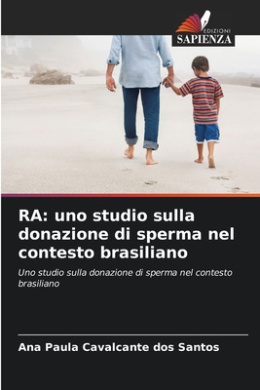 EDIZIONI
SAPIENZA
RA: uno studio sulla
donazione di sperma nel
contesto brasiliano
Uno studio sulla donazione di sperma nel contesto
brasiliano
Ana Paula Cavalcante dos Santos